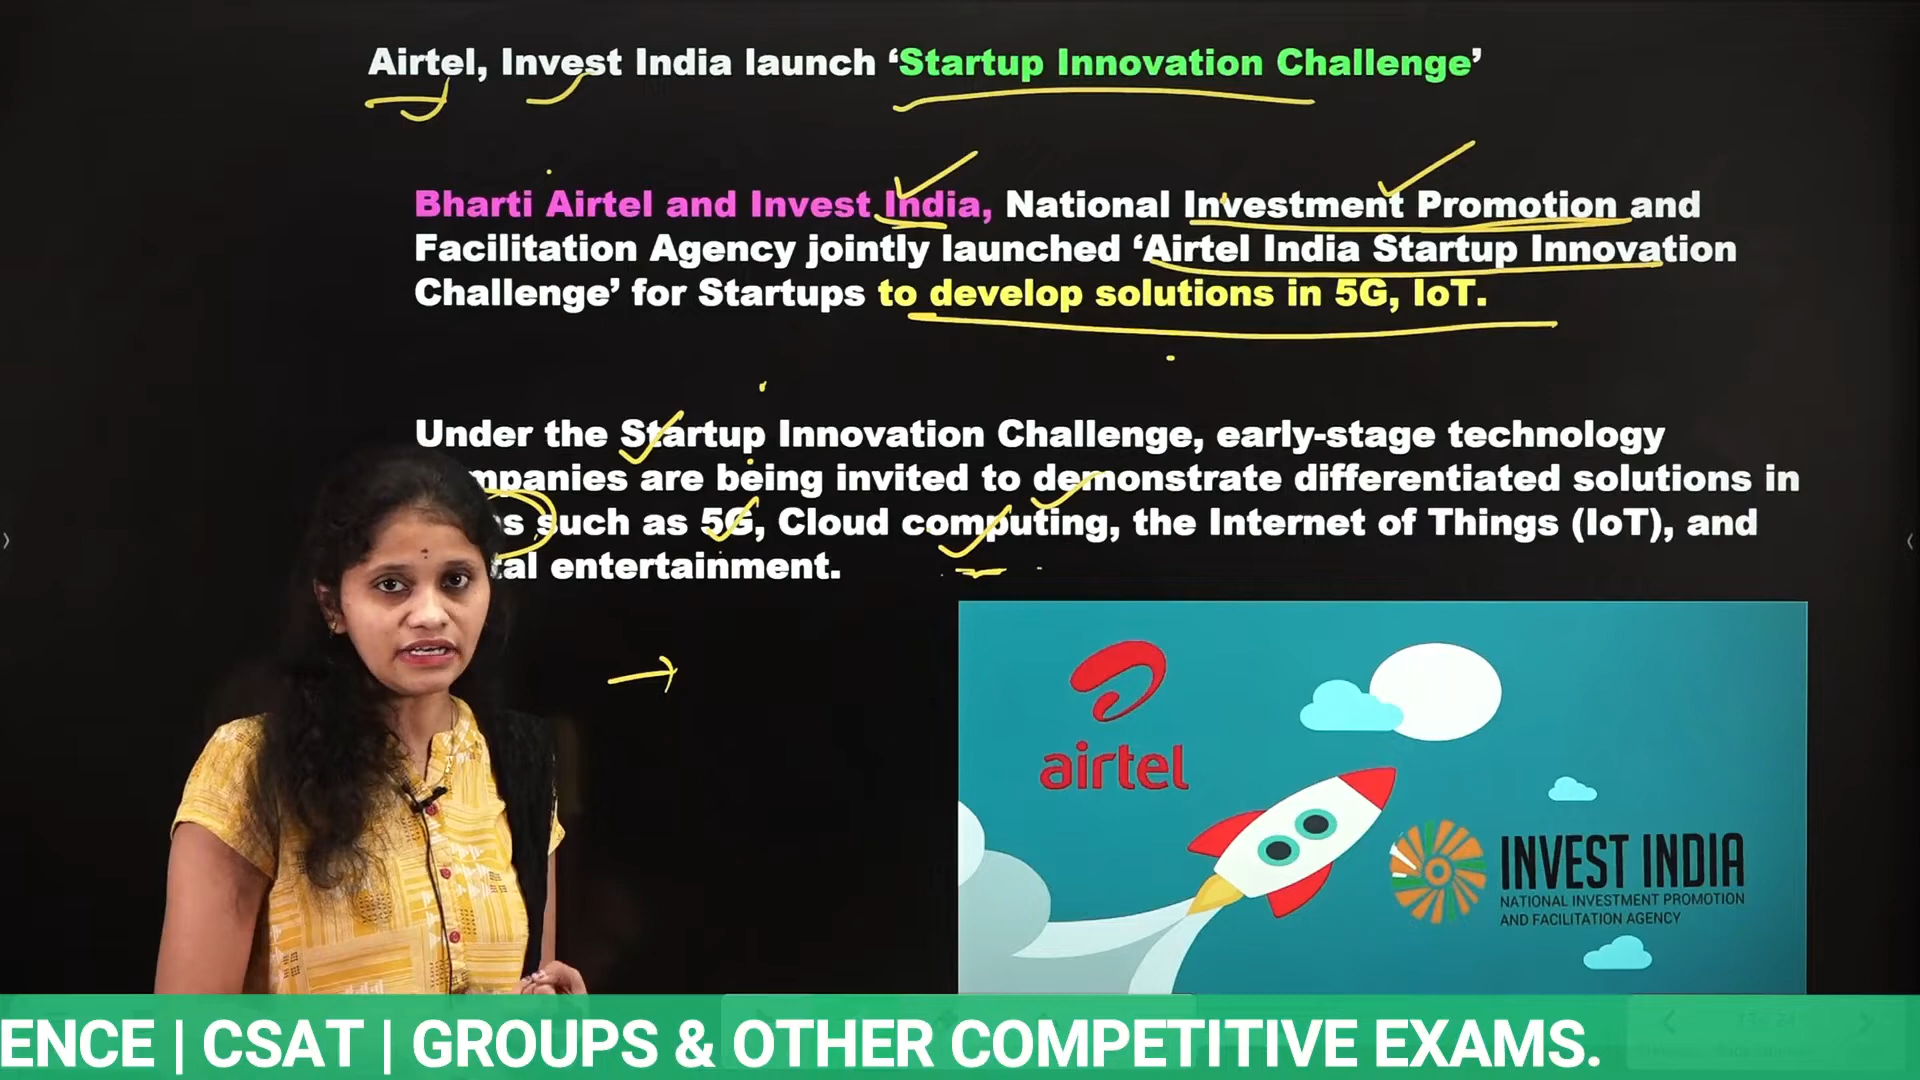 Airtel, Invest India launch ‘Startup Innovation Challenge’
Bharti Airtel and Invest India, National Investment Promotion and
Facilitation Agency jointly launched ‘Airtel India Startup Innovation
Challenge’ for Startups to develop solutions in 5G, IoT.
Under the Startup Innovation Challenge, early-stage technology
mpanies are being invited to demonstrate differentiated solutions in
s such as 5G, Cloud computing, the Internet of Things (IoT), and
al entertainment.
airtel
INVEST INDIA
NATIONAL INVESTMENT PROMOTION
AND FACILITATION AGENCY
ENCE | CSAT | GROUPS & OTHER COMPETITIVE EXAMS.